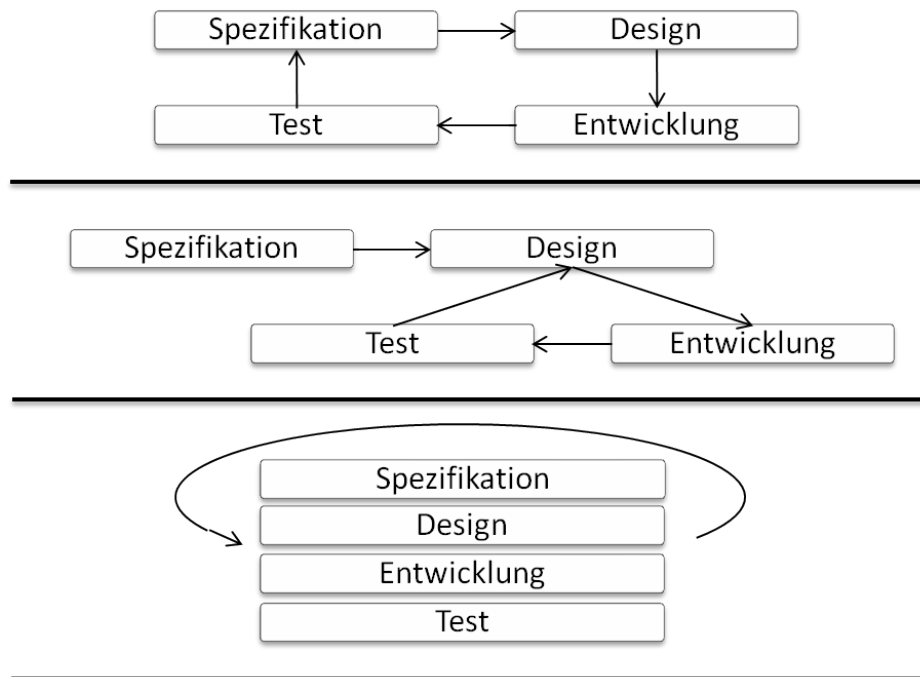 Spezifikation
Design
Test
Entwicklung
Spezifikation
Design
Test
Entwicklung
Spezifikation
Design
Entwicklung
Test